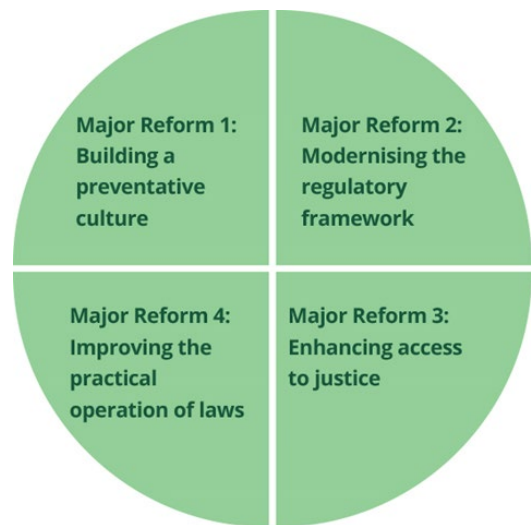 Major Reform 1:
Building a
preventative
culture
Major Reform 2:
Modernising the
regulatory
framework
Major Reform 4:
Improving the
practical
operation of laws
Major Reform 3:
Enhancing access
to justice